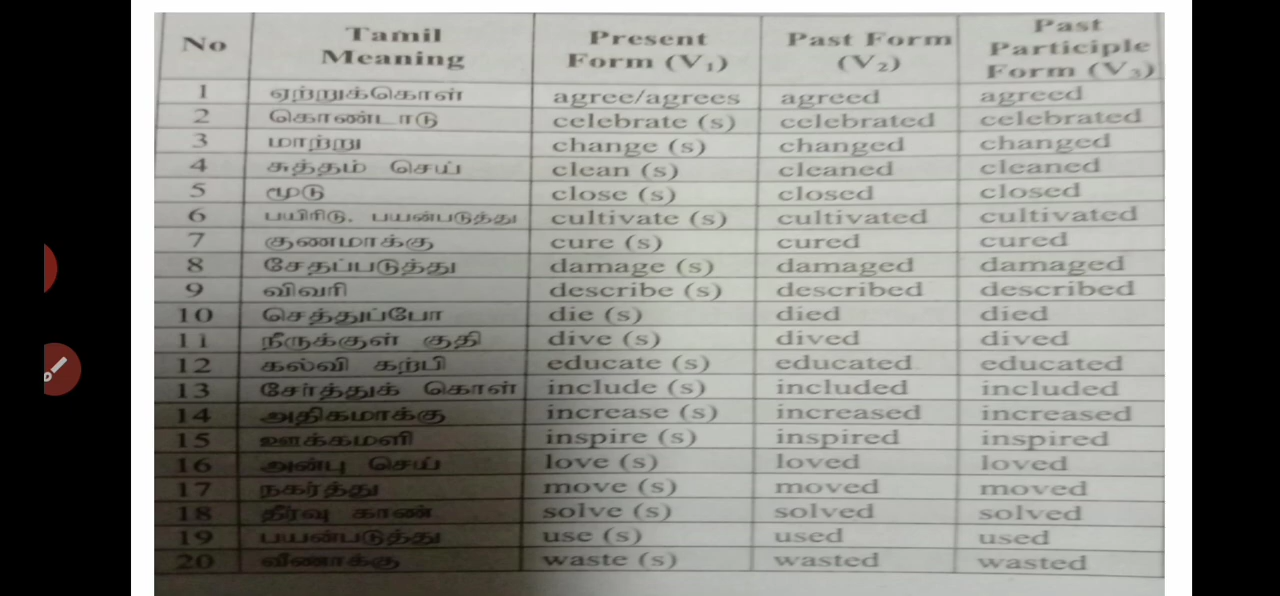 No Tamil Meaning Present Form (V₁) Past Form (V₂) Past Participle Form (V₃)
1 ஏற்றுக்கொள் agree/agrees agreed agreed
2 கொண்டாடு celebrate (s) celebrated celebrated
3 மாற்று change (s) changed changed
4 சுத்தம் செய் clean (s) cleaned cleaned
5 மூடு close (s) closed closed
6 பயிரிடு, பயன்படுத்து cultivate (s) cultivated cultivated
7 குணமாக்கு cure (s) cured cured
8 சேதப்படுத்து damage (s) damaged damaged
9 விவரி describe (s) described described
10 செத்துப்போ die (s) died died
11 நீருக்குள் குதி dive (s) dived dived
12 கல்வி கற்பி educate (s) educated educated
13 சேர்த்துக் கொள் include (s) included included
14 அதிகமாக்கு increase (s) increased increased
15 ஊக்கமளி inspire (s) inspired inspired
16 அன்பு செய் love (s) loved loved
17 நகர்த்து move (s) moved moved
18 தீர்வு காண் solve (s) solved solved
19 பயன்படுத்து use (s) used used
20 வீணாக்கு waste (s) wasted wasted